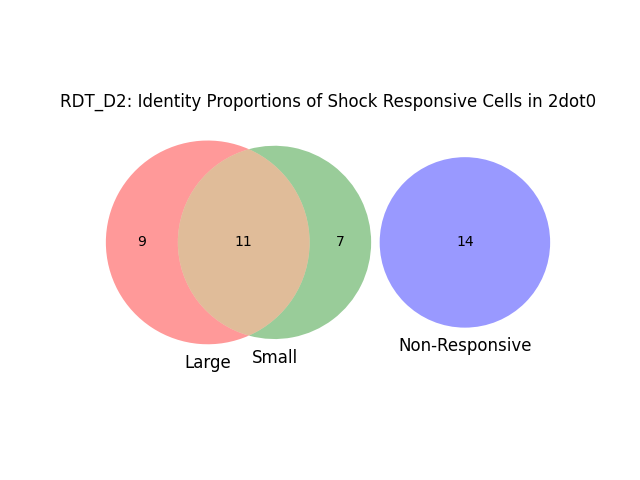 RDT_D2: Identity Proportions of Shock Responsive Cells in 2dot0
9
11
7
14
Large
Small
Non-Responsive